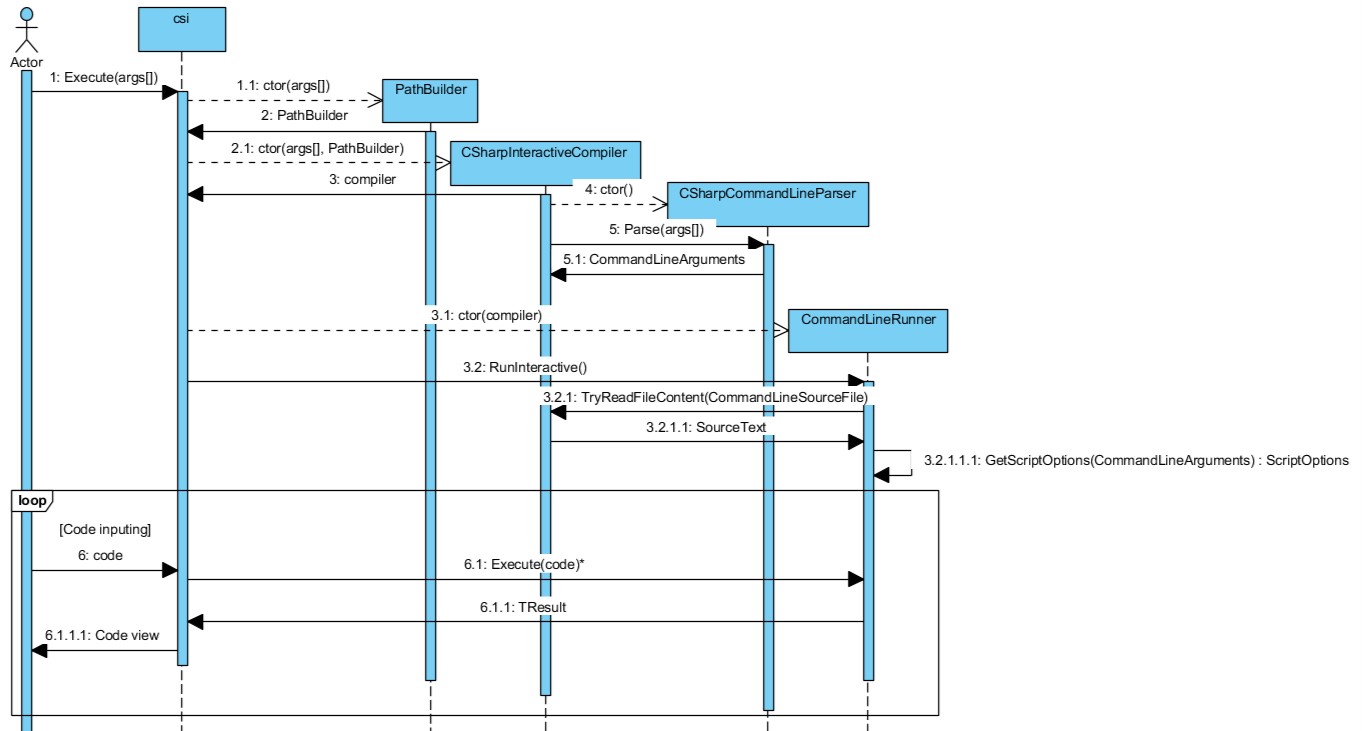 csi
Actor
1: Execute(args[])
1.1: ctor(args[])
PathBuilder
2: PathBuilder
2.1: ctor(args[], PathBuilder)
CSharpInteractiveCompiler
3: compiler
4: ctor()
CSharpCommandLineParser
5: Parse(args[])
5.1: CommandLineArguments
3.1: ctor(compiler)
CommandLineRunner
3.2: RunInteractive()
3.2.1: TryReadFileContent(CommandLineSourceFile)
3.2.1.1: SourceText
3.2.1.1.1: GetScriptOptions(CommandLineArguments) : ScriptOptions
loop
[Code inputing]
6: code
6.1: Execute(code)*
6.1.1: TResult
6.1.1.1: Code view